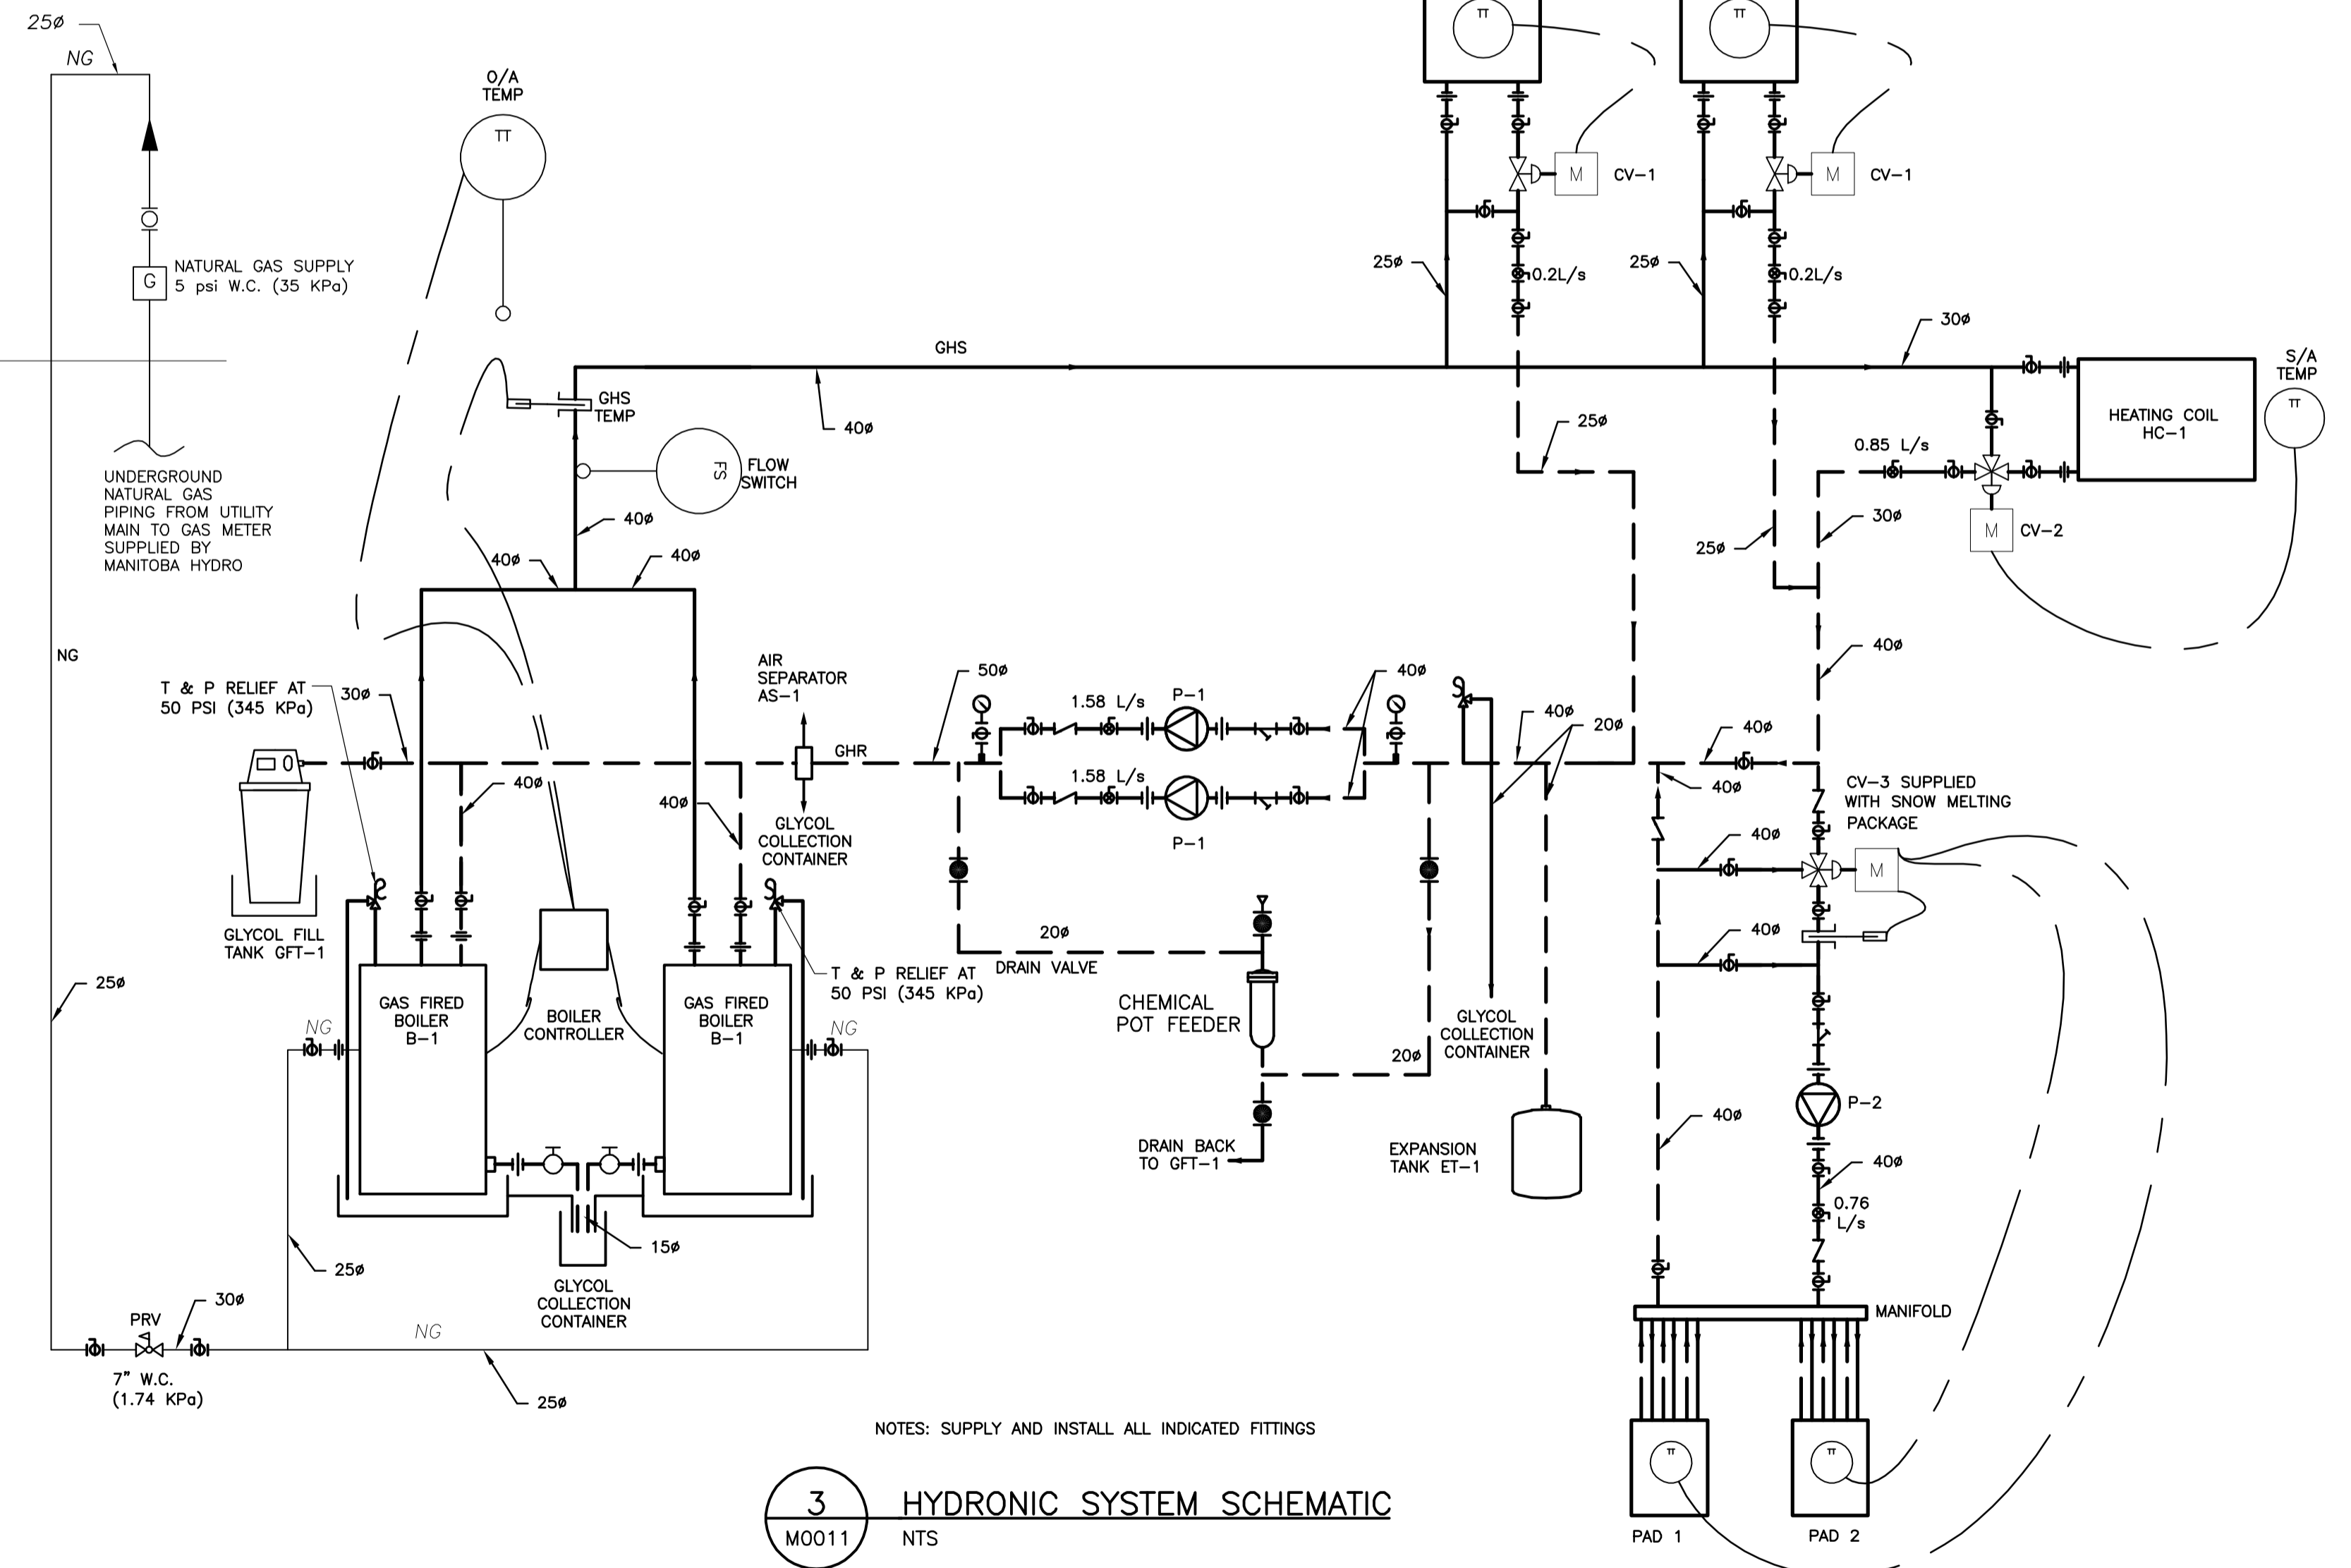 25ø
NG
O/A
TEMP
TT
TT
TT
M
CV-1
M
CV-1
G
NATURAL GAS SUPPLY
5 psi W.C. (35 KPa)
25ø
0.2L/s
25ø
0.2L/s
30ø
GHS
S/A
TEMP
TT
GHS
TEMP
40ø
25ø
HEATING COIL
HC-1
0.85 L/s
FS
FLOW
SWITCH
UNDERGROUND
NATURAL GAS
PIPING FROM UTILITY
MAIN TO GAS METER
SUPPLIED BY
MANITOBA HYDRO
40ø
30ø
M
CV-2
25ø
40ø
40ø
NG
40ø
AIR
SEPARATOR
AS-1
50ø
40ø
T & P RELIEF AT
50 PSI (345 KPa)
30ø
1.58 L/s
P-1
40ø
20ø
40ø
GHR
40ø
40ø
1.58 L/s
P-1
40ø
CV-3 SUPPLIED
WITH SNOW MELTING
PACKAGE
GLYCOL
COLLECTION
CONTAINER
40ø
M
GLYCOL FILL
TANK GFT-1
20ø
DRAIN VALVE
40ø
T & P RELIEF AT
50 PSI (345 KPa)
25ø
GAS FIRED
BOILER
B-1
BOILER
CONTROLLER
GAS FIRED
BOILER
B-1
NG
NG
CHEMICAL
POT FEEDER
GLYCOL
COLLECTION
CONTAINER
20ø
P-2
40ø
DRAIN BACK
TO GFT-1
EXPANSION
TANK ET-1
40ø
0.76
L/s
15ø
25ø
GLYCOL
COLLECTION
CONTAINER
30ø
PRV
NG
MANIFOLD
7" W.C.
(1.74 KPa)
25ø
NOTES: SUPPLY AND INSTALL ALL INDICATED FITTINGS
TT
TT
3
HYDRONIC SYSTEM SCHEMATIC
M0011
NTS
PAD 1
PAD 2